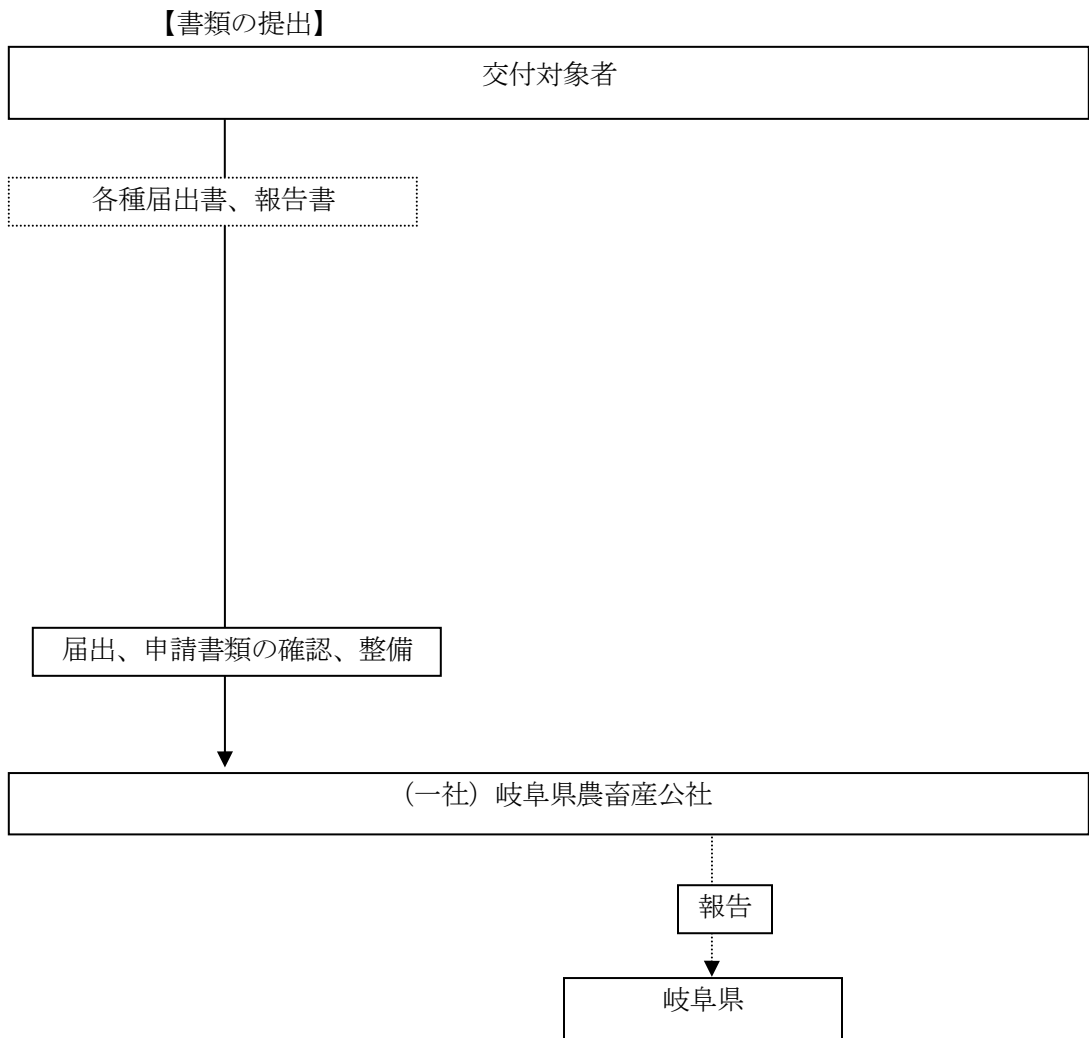 【書類の提出】
交付対象者
各種届出書、報告書
届出、申請書類の確認、整備
（一社）岐阜県農畜産公社
報告
岐阜県